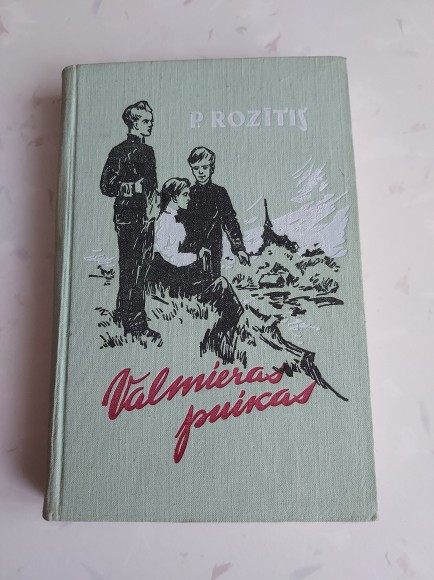 P. ROZĪTIS
Valmieras
puikas